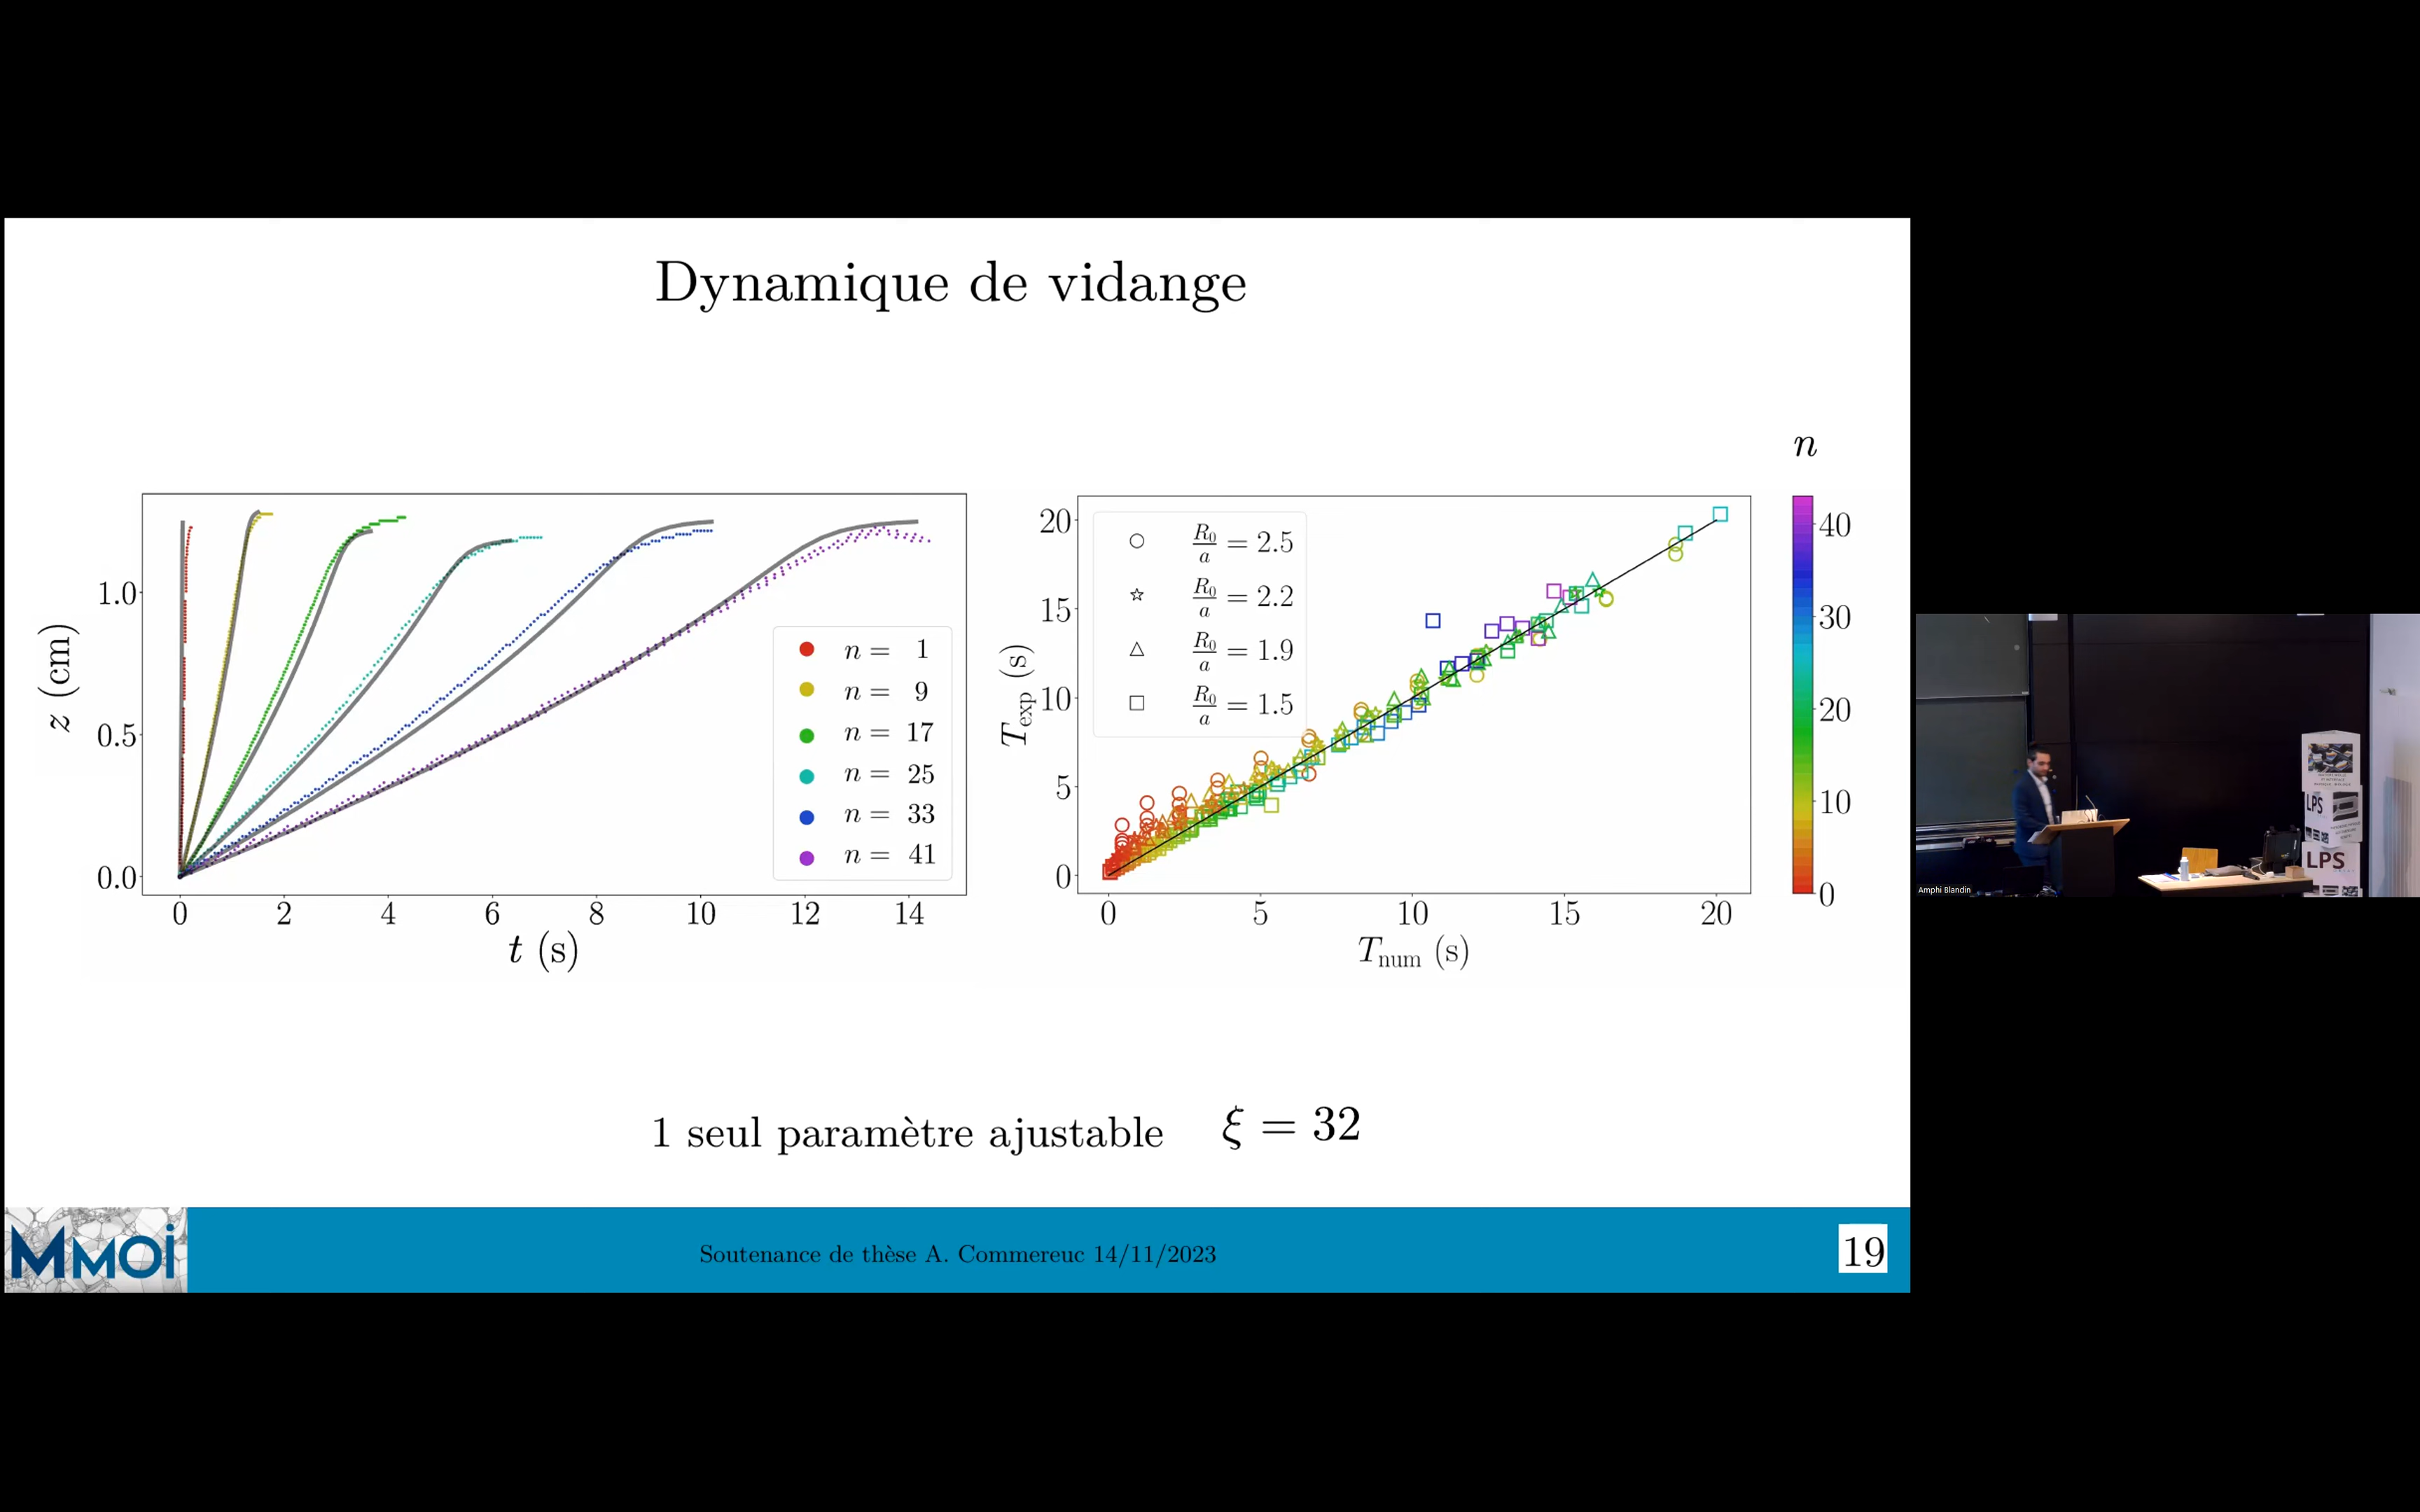 Dynamique de vidange
z (cm)
1.0
0.5
0.0
n = 1
n = 9
n = 17
n = 25
n = 33
n = 41
0 2 4 6 8 10 12 14
t (s)
T_exp (s)
20
15
10
5
0
R_0/a = 2.5
R_0/a = 2.2
R_0/a = 1.9
R_0/a = 1.5
0 5 10 15 20
T_num (s)
n
40
30
20
10
0
1 seul paramètre ajustable ξ = 32
MMOi
Soutenance de thèse A. Commereuc 14/11/2023
19
LPS
LPS
Amphi Blandin